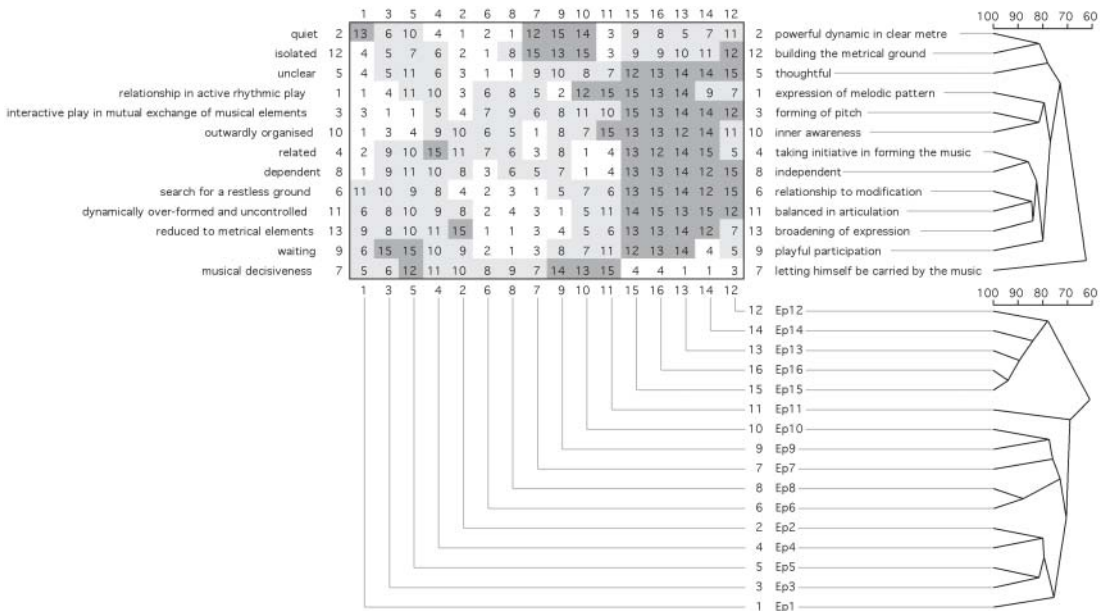 1 3 5 4 2 6 8 7 9 10 11 15 16 13 14 12
100 90 80 70 60
quiet 2 13 6 10 4 1 2 1 12 15 14 3 9 8 5 7 11 2 powerful dynamic in clear metre
isolated 12 4 5 7 6 2 1 8 15 13 15 3 9 9 10 11 12 12 building the metrical ground
unclear 5 4 5 11 6 3 1 1 9 10 8 7 12 13 14 14 15 5 thoughtful
relationship in active rhythmic play 1 1 4 11 10 3 6 8 5 2 12 15 15 13 14 9 7 1 expression of melodic pattern
interactive play in mutual exchange of musical elements 3 3 1 1 5 4 7 9 6 8 11 10 15 13 14 14 12 3 forming of pitch
outwardly organised 10 1 3 4 9 10 6 5 1 8 7 15 13 13 12 14 11 10 inner awareness
related 4 2 9 10 15 11 7 6 3 8 1 4 13 12 14 15 5 4 taking initiative in forming the music
dependent 8 1 9 11 10 8 3 6 5 7 1 4 13 14 13 12 15 8 independent
search for a restless ground 6 11 10 9 8 4 2 3 1 5 7 6 13 15 14 12 15 6 relationship to modification
dynamically over-formed and uncontrolled 11 6 8 10 9 8 2 4 3 1 5 11 14 15 13 15 12 11 balanced in articulation
reduced to metrical elements 13 9 8 10 11 15 1 1 3 4 5 6 13 13 14 12 7 13 broadening of expression
waiting 9 6 15 15 10 9 2 1 3 8 7 11 12 13 14 4 5 9 playful participation
musical decisiveness 7 5 6 12 11 10 8 9 7 14 13 15 4 4 1 1 3 7 letting himself be carried by the music
1 3 5 4 2 6 8 7 9 10 11 15 16 13 14 12
100 90 80 70 60
12 Ep12
14 Ep14
13 Ep13
16 Ep16
15 Ep15
11 Ep11
10 Ep10
9 Ep9
7 Ep7
8 Ep8
6 Ep6
2 Ep2
4 Ep4
5 Ep5
3 Ep3
1 Ep1